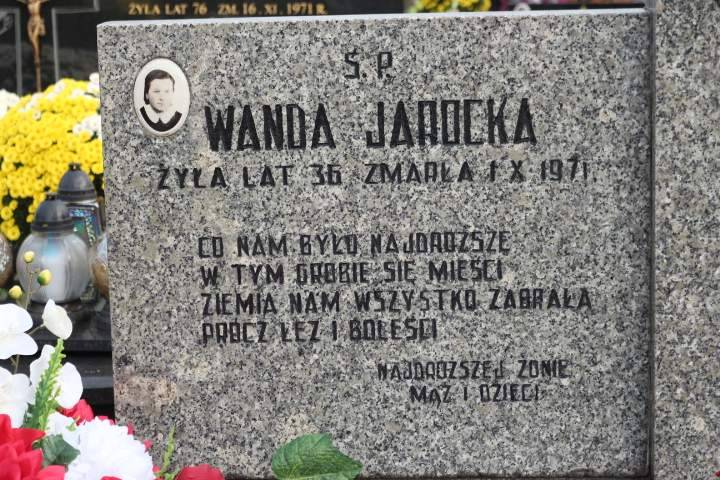 ŻYŁA LAT 76 ZM. 16. XI. 1971 R.
Ś.P.
WANDA JAROCKA
ŻYŁA LAT 36 ZMARŁA 1 X 1971.
CO NAM BYŁO NAJDROŻSZE
W TYM GROBIE SIĘ MIEŚCI
ZIEMIA NAM WSZYSTKO ZABRAŁA
PRÓCZ ŁEZ I BOLEŚCI
NAJDROŻSZEJ ŻONIE
MĄŻ I DZIECI